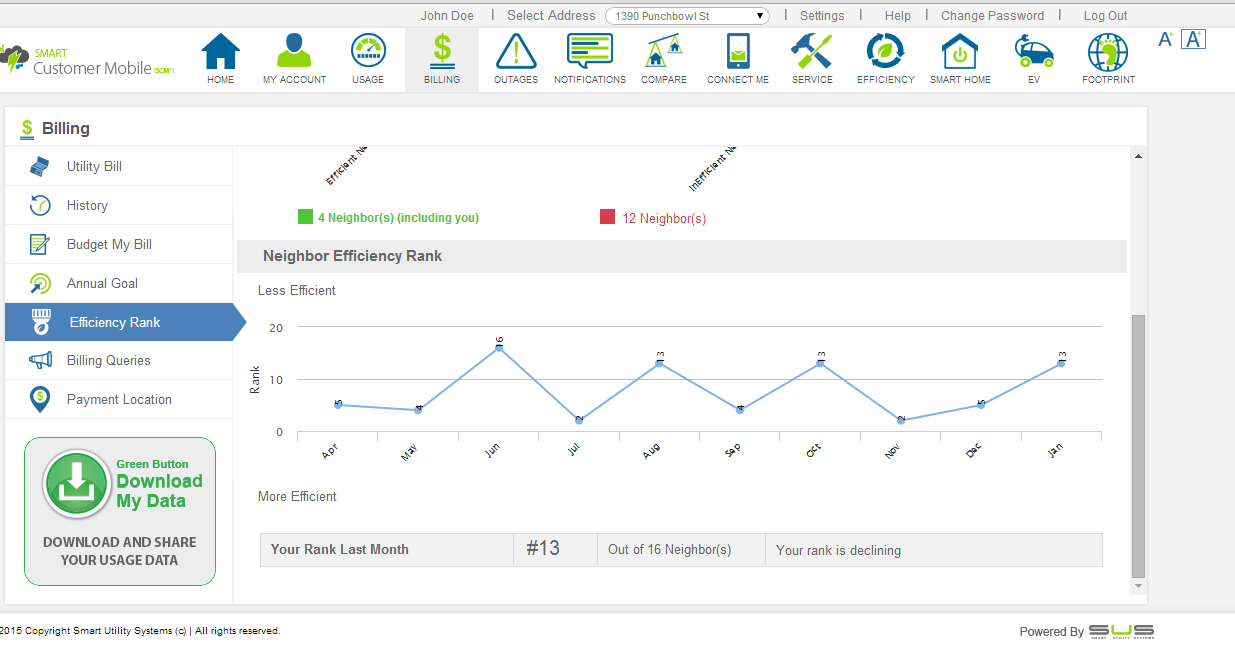 John Doe | Select Address 1390 Punchbowl St ▼ | Settings | Help | Change Password | Log Out
SMART
Customer Mobile (SCM®)
HOME MY ACCOUNT USAGE BILLING OUTAGES NOTIFICATIONS COMPARE CONNECT ME SERVICE EFFICIENCY SMART HOME EV FOOTPRINT
A+ A+
$ Billing
Utility Bill
History
Budget My Bill
Annual Goal
Efficiency Rank
Billing Queries
Payment Location
Green Button
Download
My Data
DOWNLOAD AND SHARE
YOUR USAGE DATA
Efficient
InEfficient
4 Neighbor(s) (including you) 12 Neighbor(s)
Neighbor Efficiency Rank
Less Efficient
Rank
20
10
0
5 4 16 2 13 4 13 2 5 13
Apr May Jun Jul Aug Sep Oct Nov Dec Jan
More Efficient
Your Rank Last Month #13 Out of 16 Neighbor(s) Your rank is declining
2015 Copyright Smart Utility Systems (c) | All rights reserved.
Powered By SUS
SMART UTILITY SYSTEMS